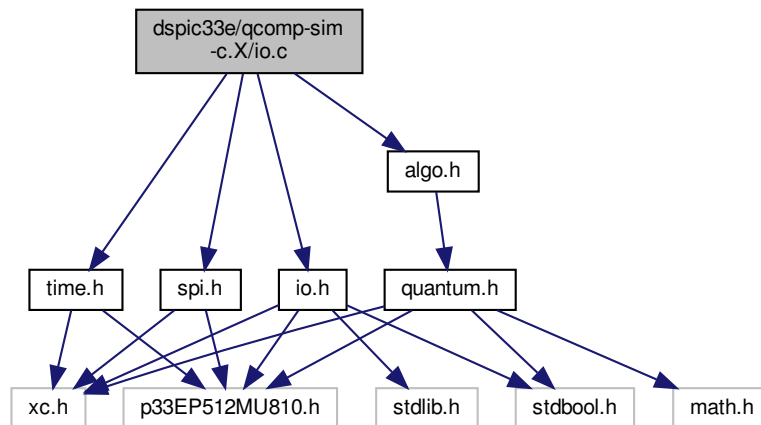 dspic33e/qcomp-sim
-c.X/io.c
algo.h
time.h
spi.h
io.h
quantum.h
xc.h
p33EP512MU810.h
stdlib.h
stdbool.h
math.h